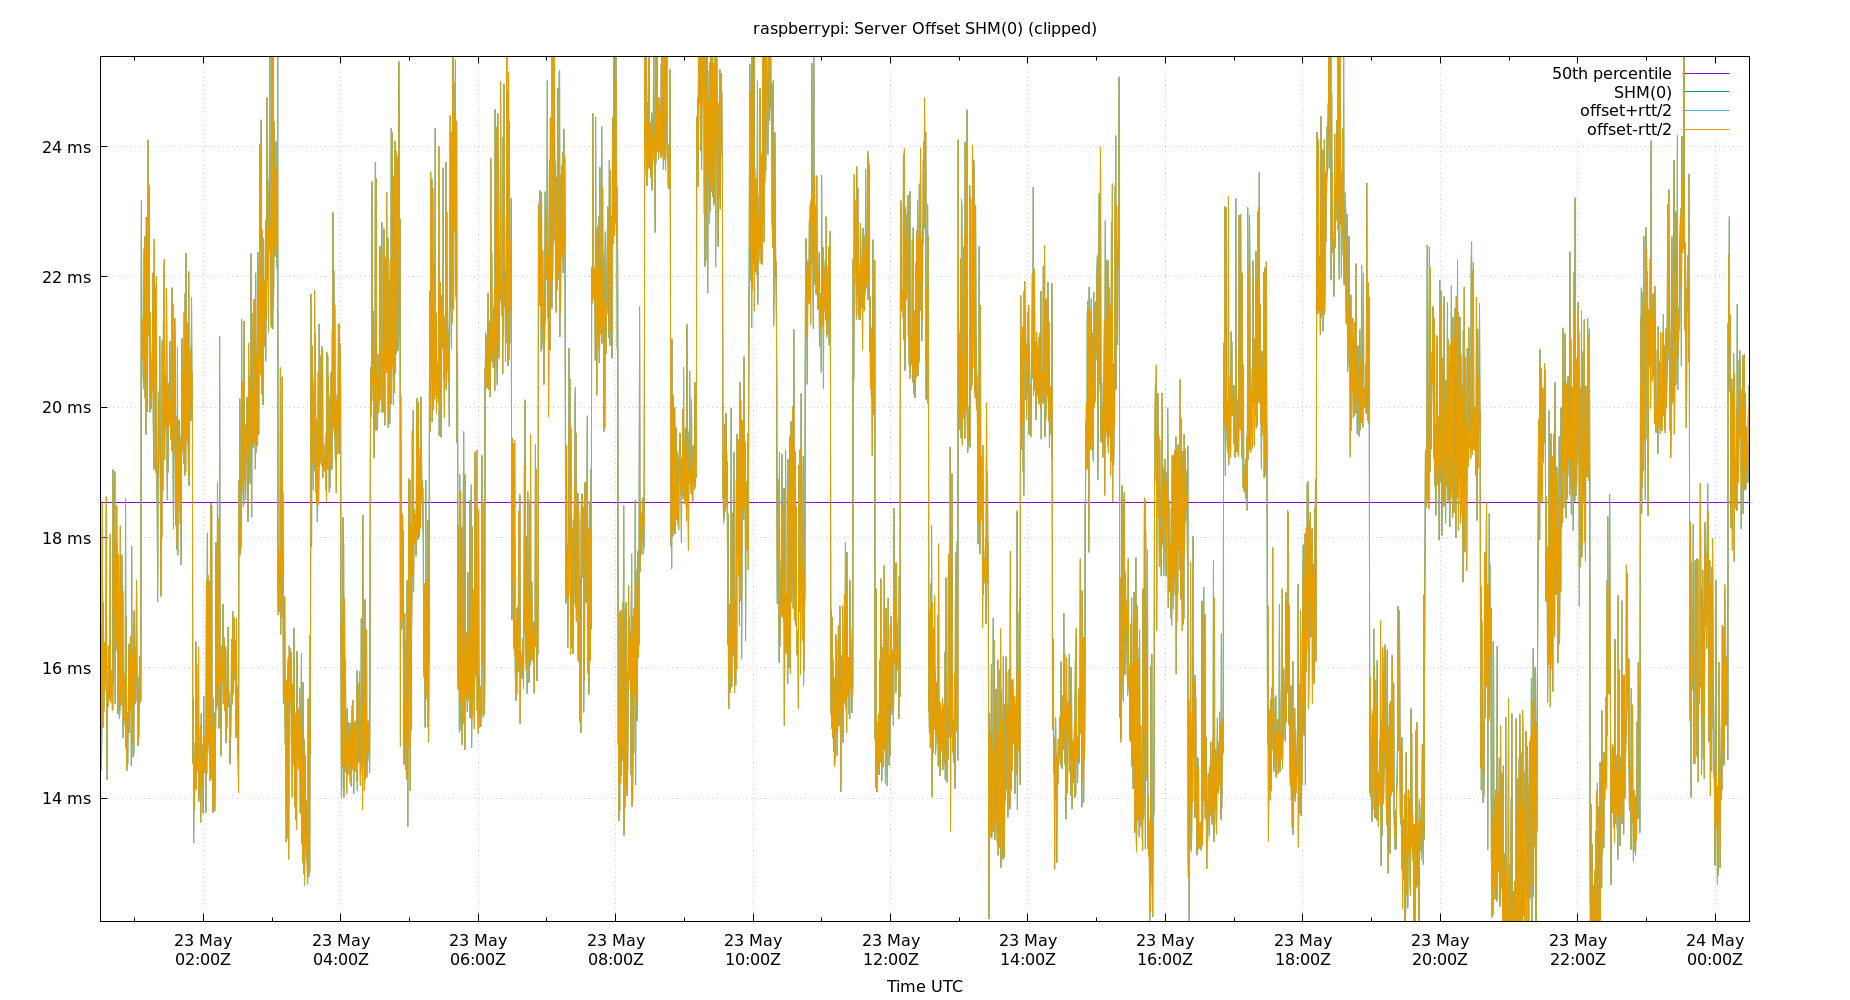 raspberrypi: Server Offset SHM(0) (clipped)
50th percentile
SHM(0)
offset+rtt/2
offset-rtt/2
24 ms
22 ms
20 ms
18 ms
16 ms
14 ms
23 May 23 May 23 May 23 May 23 May 23 May 23 May 23 May 23 May 23 May 23 May 24 May
02:00Z 04:00Z 06:00Z 08:00Z 10:00Z 12:00Z 14:00Z 16:00Z 18:00Z 20:00Z 22:00Z 00:00Z
Time UTC